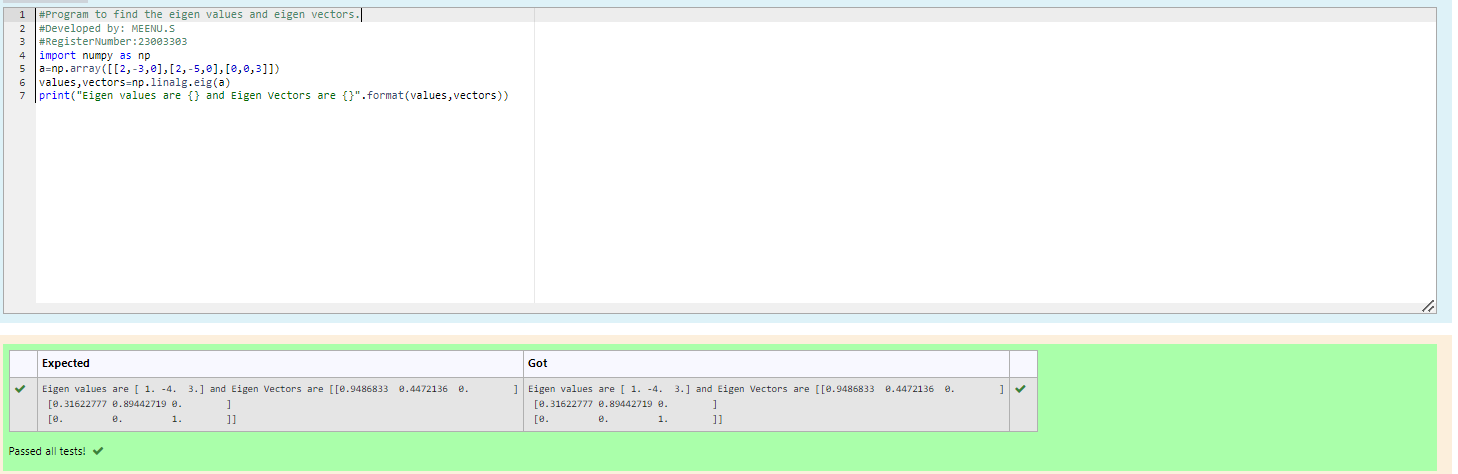 1 #Program to find the eigen values and eigen vectors.
2 #Developed by: MEENU.S
3 #RegisterNumber:23003303
4 import numpy as np
5 a=np.array([[2,-3,0],[2,-5,0],[0,0,3]])
6 values,vectors=np.linalg.eig(a)
7 print("Eigen values are {} and Eigen Vectors are {}".format(values,vectors))
Expected Got
Eigen values are [ 1. -4.  3.] and Eigen Vectors are [[0.9486833  0.4472136  0.        ] Eigen values are [ 1. -4.  3.] and Eigen Vectors are [[0.9486833  0.4472136  0.        ]
[0.31622777 0.89442719 0.        ] [0.31622777 0.89442719 0.        ]
[0.         0.         1.        ]] [0.         0.         1.        ]]
Passed all tests!